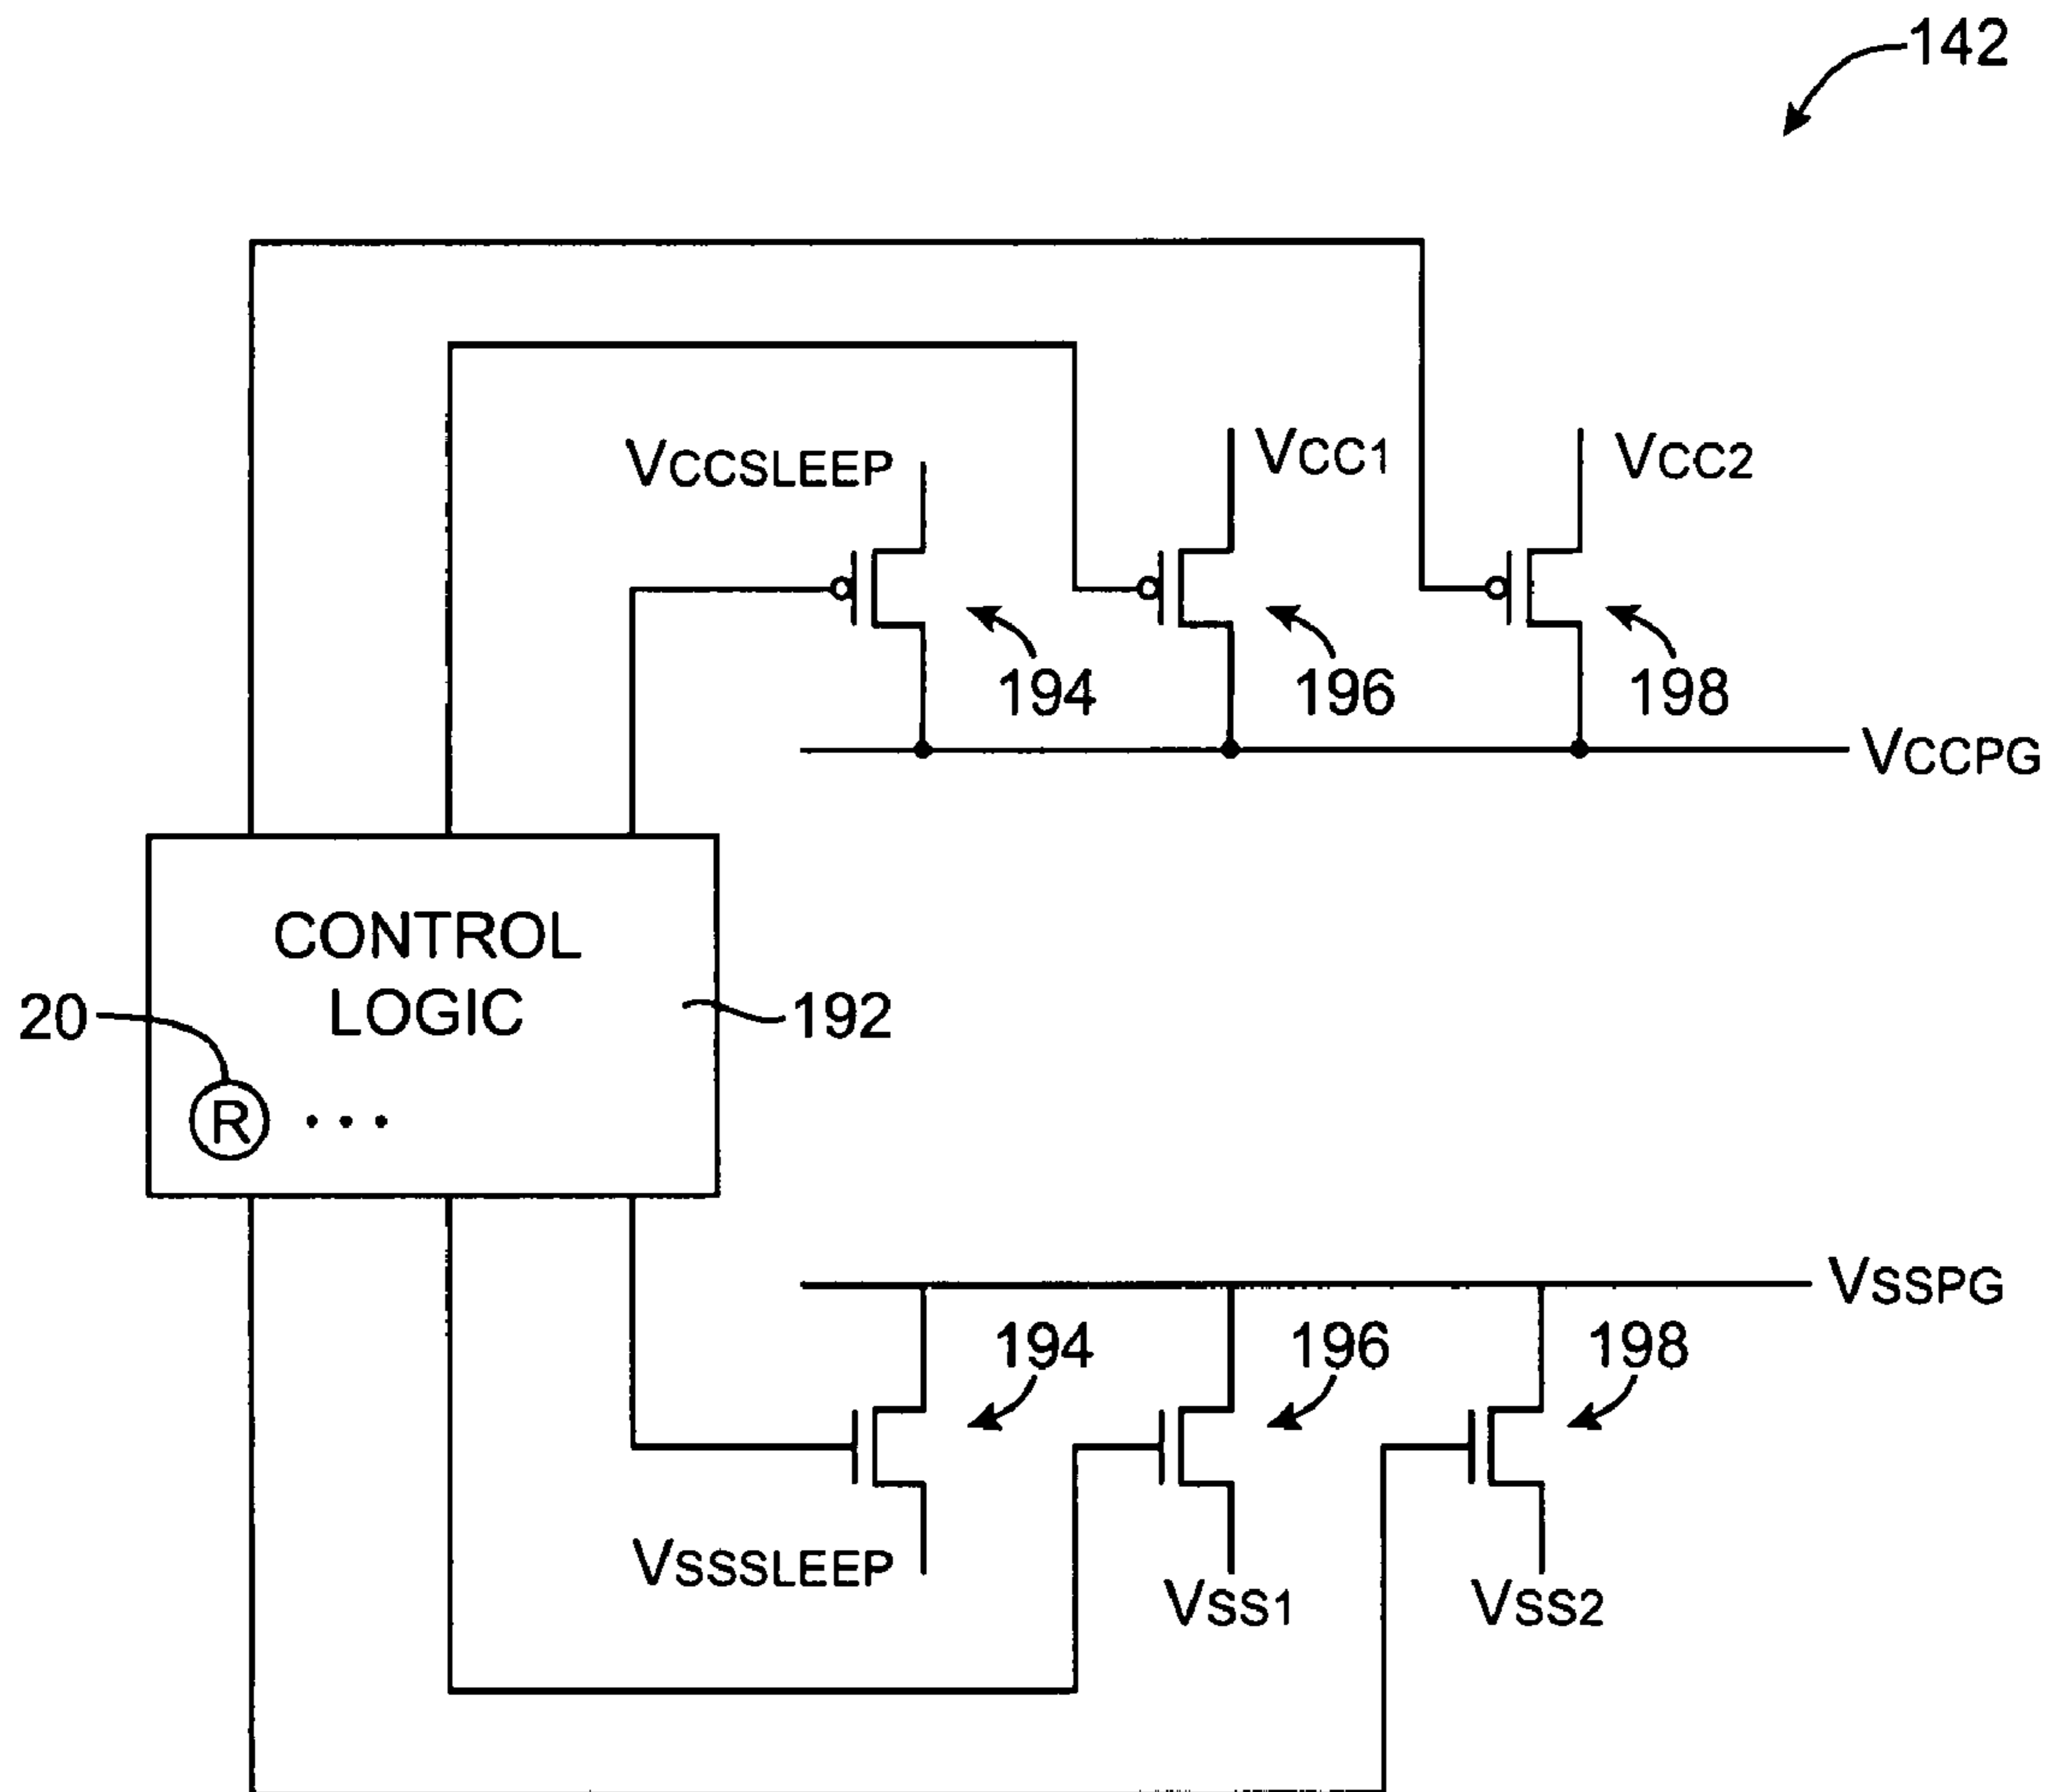 142
VCCSLEEP
VCC1
VCC2
194
196
198
VCCPG
CONTROL
LOGIC
20
192
R ...
VSSPG
194
196
198
VSSSLEEP
VSS1
VSS2